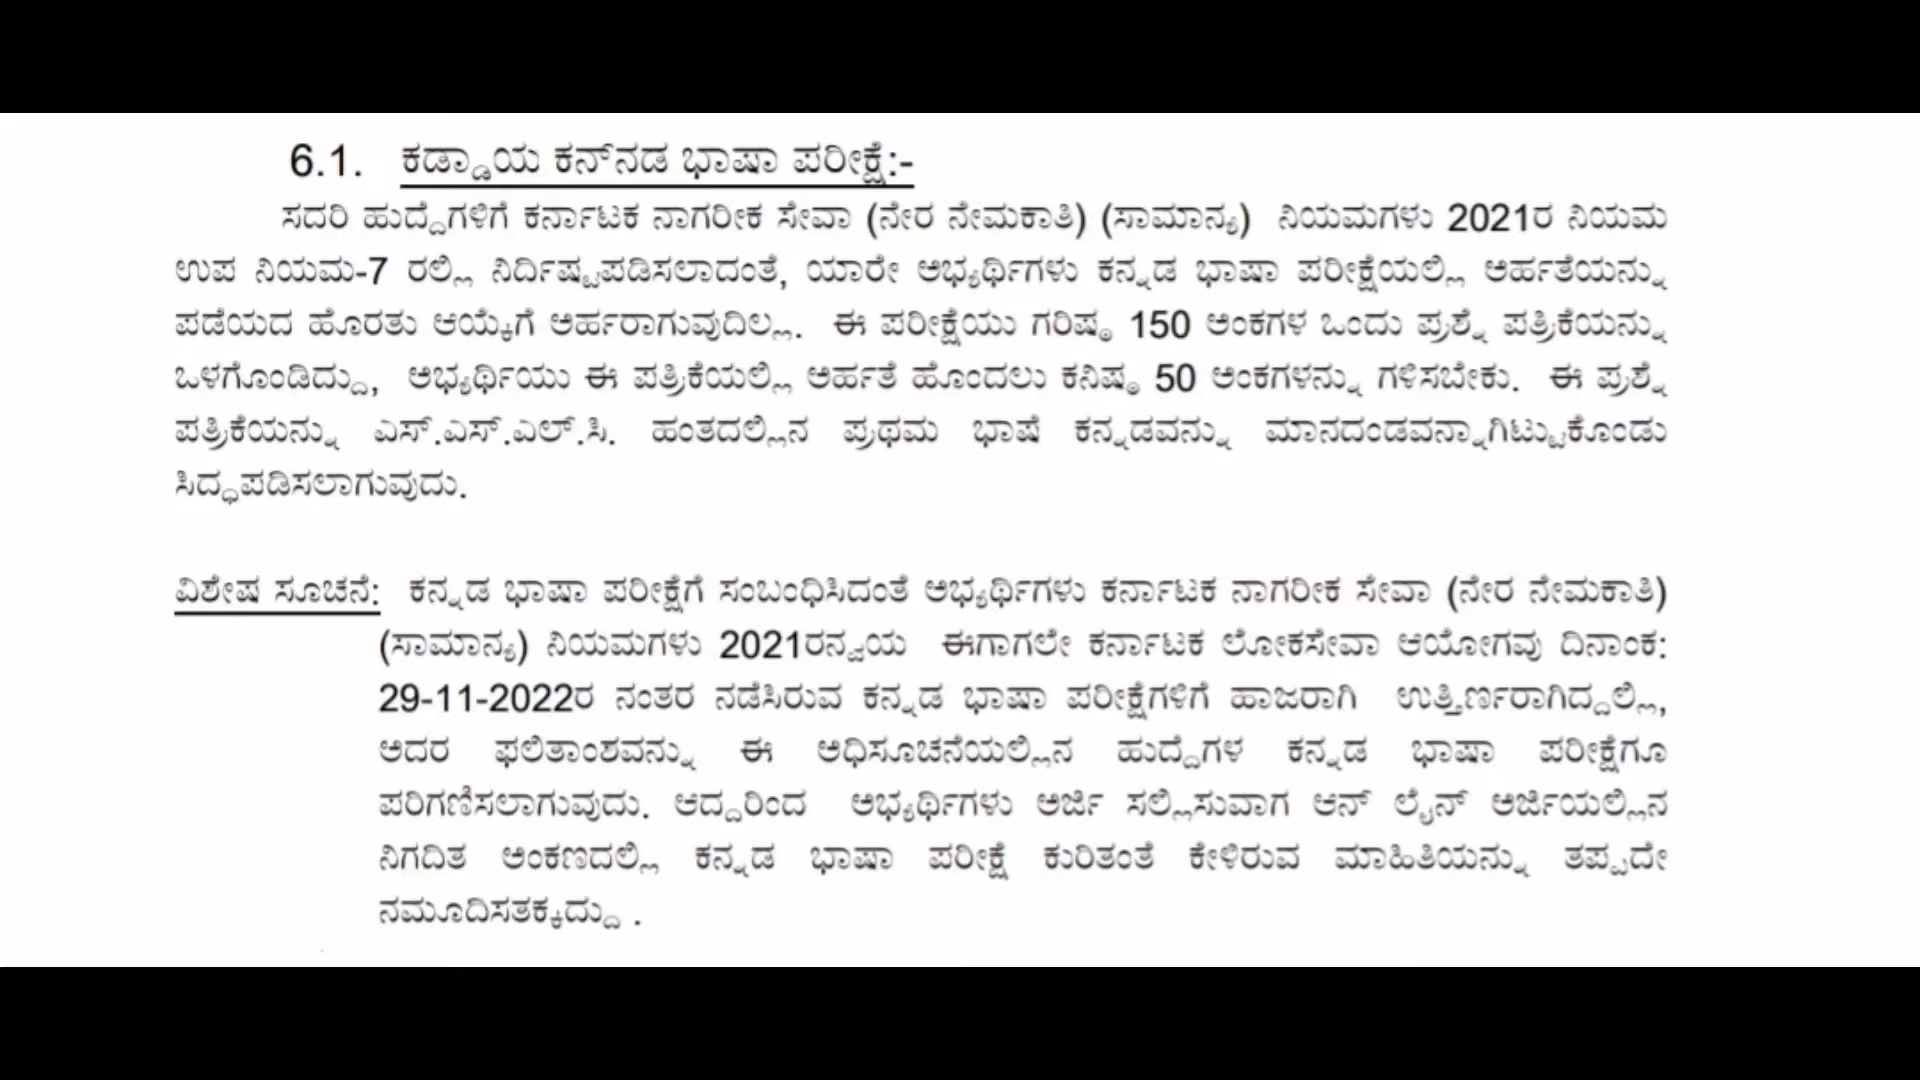 6.1. ಕಡ್ಡಾಯ ಕನ್‌ನಡ ಭಾಷಾ ಪರೀಕ್ಷೆ:-
ಸದರಿ ಹುದ್ದೆಗಳಿಗೆ ಕರ್ನಾಟಕ ನಾಗರೀಕ ಸೇವಾ (ನೇರ ನೇಮಕಾತಿ) (ಸಾಮಾನ್ಯ) ನಿಯಮಗಳು 2021ರ ನಿಯಮ
ಉಪ ನಿಯಮ-7 ರಲ್ಲಿ ನಿರ್ದಿಷ್ಟಪಡಿಸಲಾದಂತೆ, ಯಾರೇ ಅಭ್ಯರ್ಥಿಗಳು ಕನ್ನಡ ಭಾಷಾ ಪರೀಕ್ಷೆಯಲ್ಲಿ ಅರ್ಹತೆಯನ್ನು
ಪಡೆಯದ ಹೊರತು ಆಯ್ಕೆಗೆ ಅರ್ಹರಾಗುವುದಿಲ್ಲ. ಈ ಪರೀಕ್ಷೆಯು ಗರಿಷ್ಠ 150 ಅಂಕಗಳ ಒಂದು ಪ್ರಶ್ನೆ ಪತ್ರಿಕೆಯನ್ನು
ಒಳಗೊಂಡಿದ್ದು, ಅಭ್ಯರ್ಥಿಯು ಈ ಪತ್ರಿಕೆಯಲ್ಲಿ ಅರ್ಹತೆ ಹೊಂದಲು ಕನಿಷ್ಠ 50 ಅಂಕಗಳನ್ನು ಗಳಿಸಬೇಕು. ಈ ಪ್ರಶ್ನೆ
ಪತ್ರಿಕೆಯನ್ನು ಎಸ್.ಎಸ್.ಎಲ್.ಸಿ. ಹಂತದಲ್ಲಿನ ಪ್ರಥಮ ಭಾಷೆ ಕನ್ನಡವನ್ನು ಮಾನದಂಡವನ್ನಾಗಿಟ್ಟುಕೊಂಡು
ಸಿದ್ಧಪಡಿಸಲಾಗುವುದು.
ವಿಶೇಷ ಸೂಚನೆ: ಕನ್ನಡ ಭಾಷಾ ಪರೀಕ್ಷೆಗೆ ಸಂಬಂಧಿಸಿದಂತೆ ಅಭ್ಯರ್ಥಿಗಳು ಕರ್ನಾಟಕ ನಾಗರೀಕ ಸೇವಾ (ನೇರ ನೇಮಕಾತಿ)
(ಸಾಮಾನ್ಯ) ನಿಯಮಗಳು 2021ರನ್ವಯ ಈಗಾಗಲೇ ಕರ್ನಾಟಕ ಲೋಕಸೇವಾ ಆಯೋಗವು ದಿನಾಂಕ:
29-11-2022ರ ನಂತರ ನಡೆಸಿರುವ ಕನ್ನಡ ಭಾಷಾ ಪರೀಕ್ಷೆಗಳಿಗೆ ಹಾಜರಾಗಿ ಉತ್ತಿರ್ಣರಾಗಿದ್ದಲ್ಲಿ,
ಅದರ ಫಲಿತಾಂಶವನ್ನು ಈ ಅಧಿಸೂಚನೆಯಲ್ಲಿನ ಹುದ್ದೆಗಳ ಕನ್ನಡ ಭಾಷಾ ಪರೀಕ್ಷೆಗೂ
ಪರಿಗಣಿಸಲಾಗುವುದು. ಆದ್ದರಿಂದ ಅಭ್ಯರ್ಥಿಗಳು ಅರ್ಜಿ ಸಲ್ಲಿಸುವಾಗ ಆನ್ ಲೈನ್ ಅರ್ಜಿಯಲ್ಲಿನ
ನಿಗದಿತ ಅಂಕಣದಲ್ಲಿ ಕನ್ನಡ ಭಾಷಾ ಪರೀಕ್ಷೆ ಕುರಿತಂತೆ ಕೇಳಿರುವ ಮಾಹಿತಿಯನ್ನು ತಪ್ಪದೇ
ನಮೂದಿಸತಕ್ಕದ್ದು .